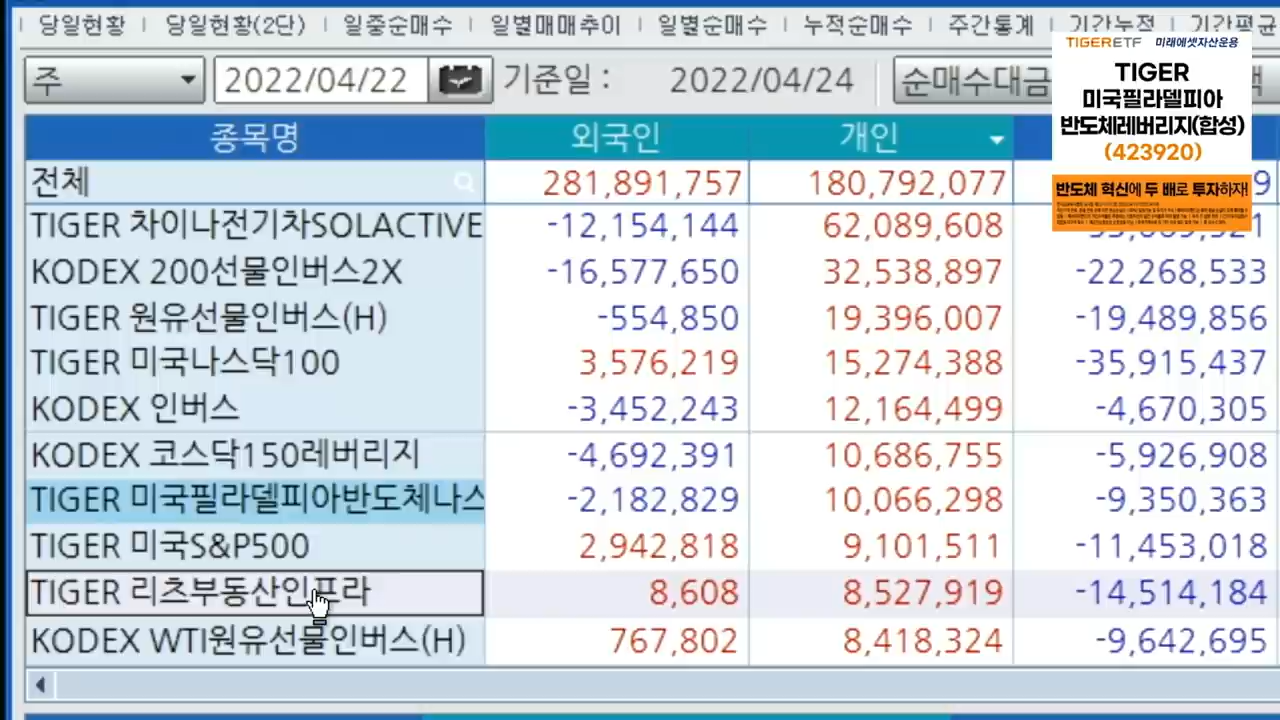 당일현황 | 당일현황(2단) | 일중순매수 | 일별매매추이 | 일별순매수 | 누적순매수 | 주간통계 | 기간누적 | 기간평균
주 2022/04/22 기준일 : 2022/04/24 순매수대금
TIGER ETF 미래에셋자산운용
TIGER
미국필라델피아
반도체레버리지(합성)
(423920)
반도체 혁신에 두 배로 투자하자!
종목명 외국인 개인
전체 281,891,757 180,792,077
TIGER 차이나전기차SOLACTIVE -12,154,144 62,089,608
KODEX 200선물인버스2X -16,577,650 32,538,897 -22,268,533
TIGER 원유선물인버스(H) -554,850 19,396,007 -19,489,856
TIGER 미국나스닥100 3,576,219 15,274,388 -35,915,437
KODEX 인버스 -3,452,243 12,164,499 -4,670,305
KODEX 코스닥150레버리지 -4,692,391 10,686,755 -5,926,908
TIGER 미국필라델피아반도체나스 -2,182,829 10,066,298 -9,350,363
TIGER 미국S&P500 2,942,818 9,101,511 -11,453,018
TIGER 리츠부동산인프라 8,608 8,527,919 -14,514,184
KODEX WTI원유선물인버스(H) 767,802 8,418,324 -9,642,695